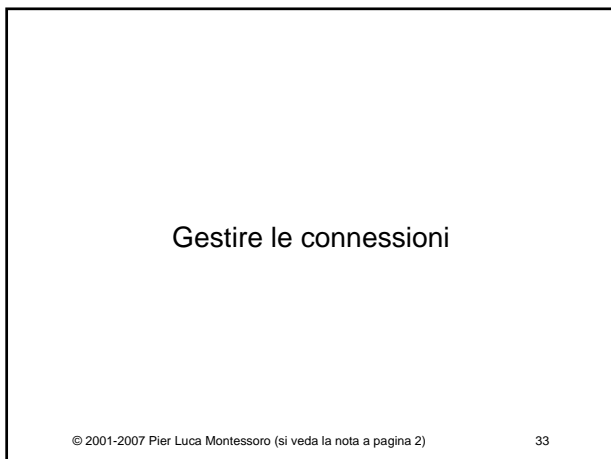 Gestire le connessioni
© 2001-2007 Pier Luca Montessoro (si veda la nota a pagina 2) 33